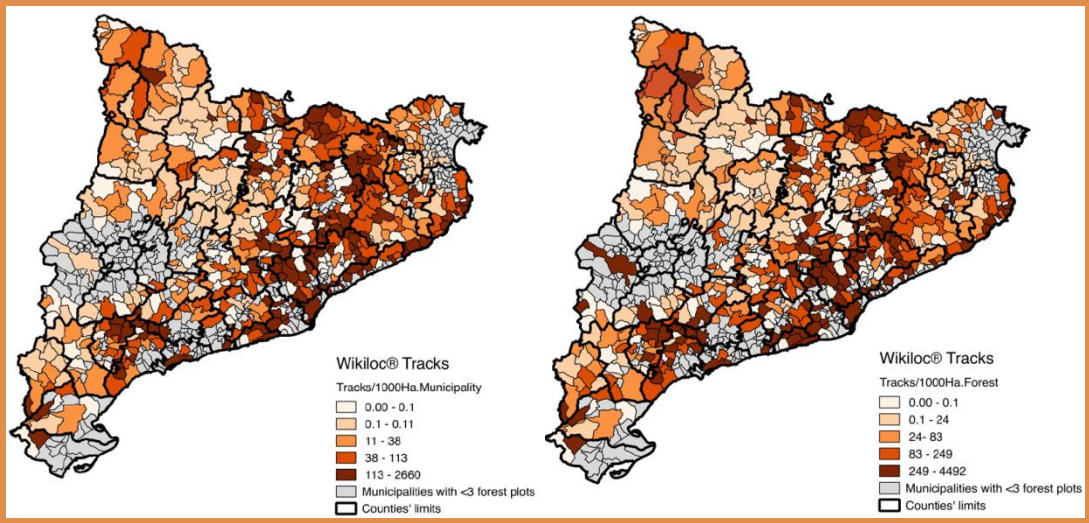 Wikiloc® Tracks
Tracks/1000Ha.Municipality
0.00 - 0.1
0.1 - 0.11
11 - 38
38 - 113
113 - 2660
Municipalities with <3 forest plots
Counties' limits
Wikiloc® Tracks
Tracks/1000Ha.Forest
0.00 - 0.1
0.1 - 24
24- 83
83 - 249
249 - 4492
Municipalities with <3 forest plots
Counties' limits